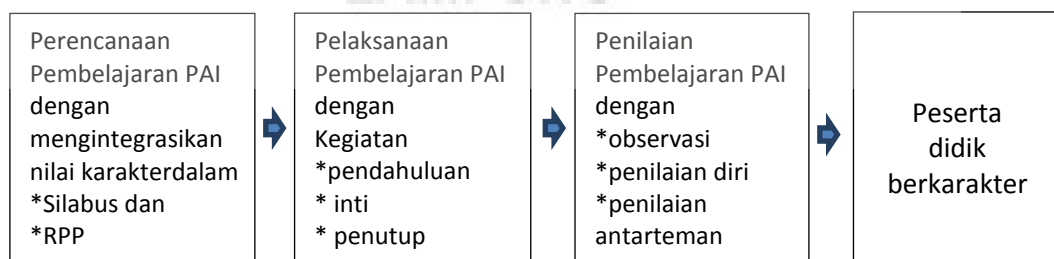 Perencanaan
Pembelajaran PAI
dengan
mengintegrasikan
nilai karakterdalam
*Silabus dan
*RPP
Pelaksanaan
Pembelajaran PAI
dengan
Kegiatan
*pendahuluan
* inti
* penutup
Penilaian
Pembelajaran PAI
dengan
*observasi
*penilaian diri
*penilaian
antarteman
Peserta
didik
berkarakter